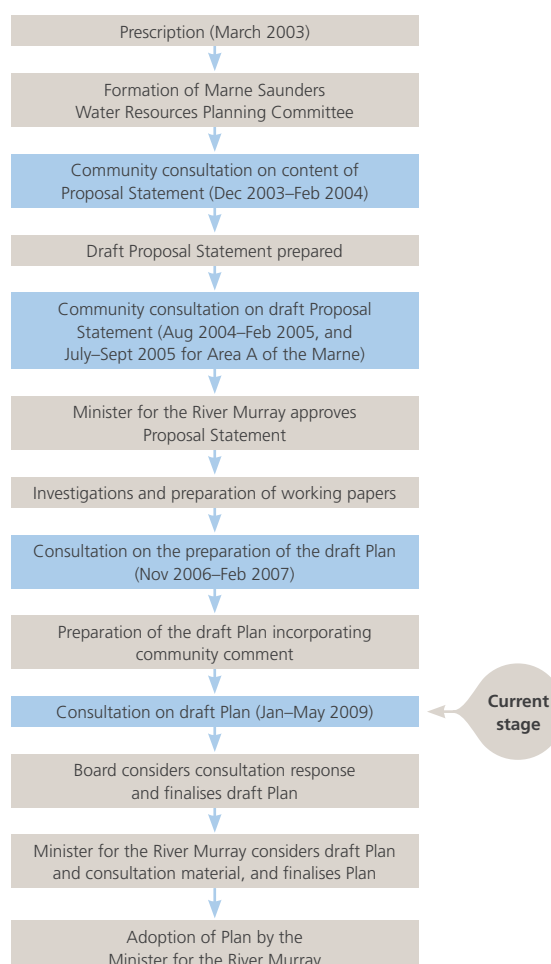 Prescription (March 2003)
Formation of Marne Saunders
Water Resources Planning Committee
Community consultation on content of
Proposal Statement (Dec 2003–Feb 2004)
Draft Proposal Statement prepared
Community consultation on draft Proposal
Statement (Aug 2004–Feb 2005, and
July–Sept 2005 for Area A of the Marne)
Minister for the River Murray approves
Proposal Statement
Investigations and preparation of working papers
Consultation on the preparation of the draft Plan
(Nov 2006–Feb 2007)
Preparation of the draft Plan incorporating
community comment
Consultation on draft Plan (Jan–May 2009)
Current
stage
Board considers consultation response
and finalises draft Plan
Minister for the River Murray considers draft Plan
and consultation material, and finalises Plan
Adoption of Plan by the
Minister for the River Murray